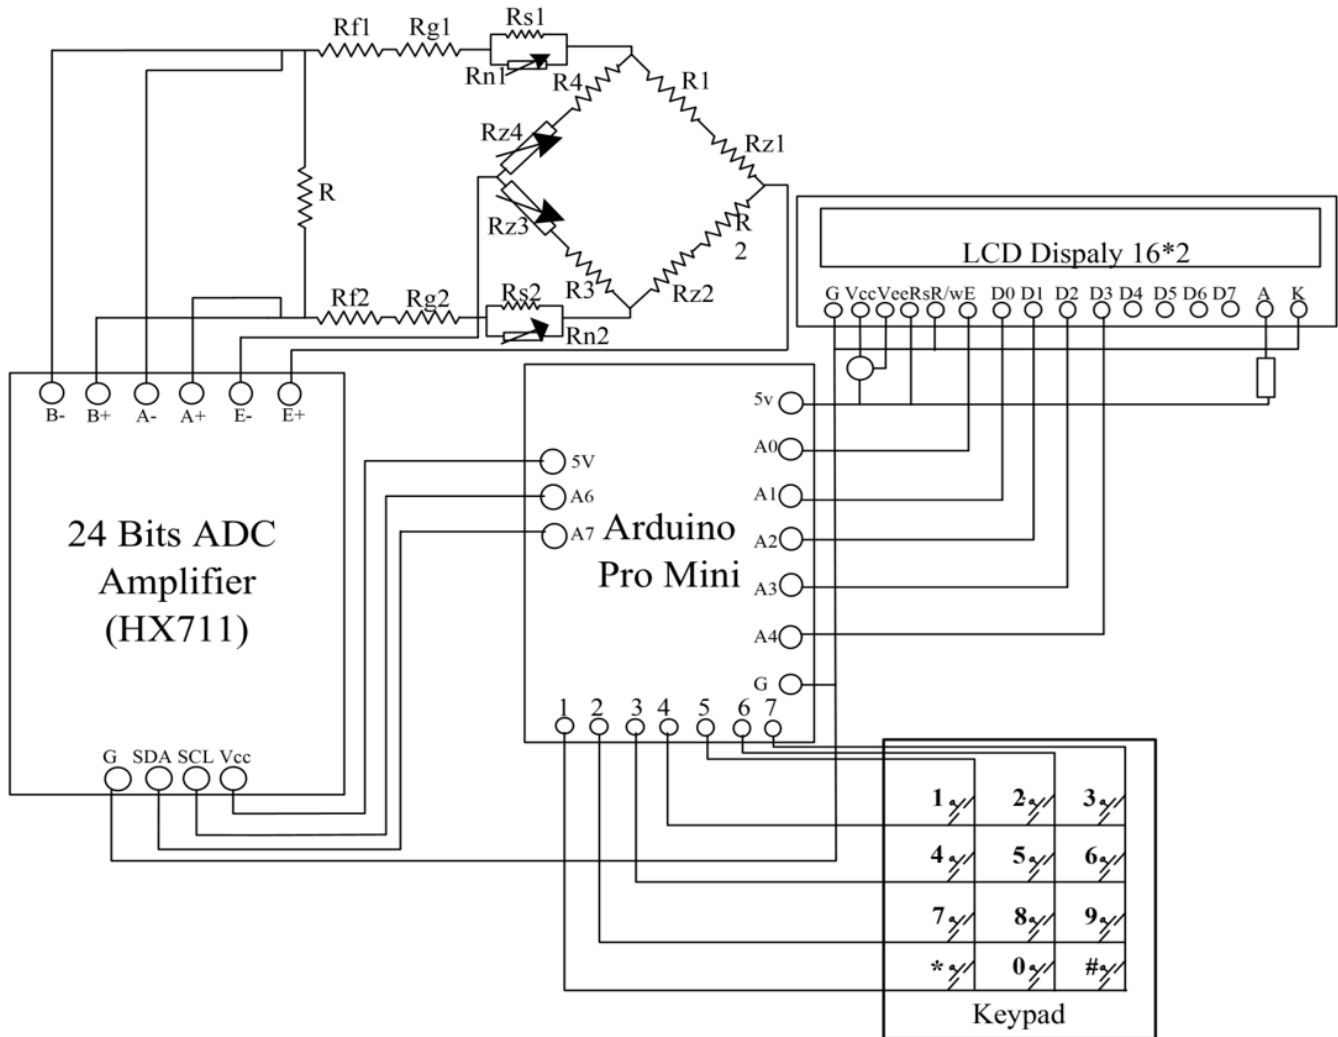 Rf1 Rg1 Rs1
Rn1 R4 R1
Rz4 Rz1
R
Rz3 R
2
R3 Rz2
Rf2 Rg2 Rs2
Rn2
LCD Dispaly 16*2
G Vcc Vee Rs R/w E D0 D1 D2 D3 D4 D5 D6 D7 A K
B- B+ A- A+ E- E+
24 Bits ADC
Amplifier
(HX711)
G SDA SCL Vcc
5V
A6
A7
Arduino
Pro Mini
5v
A0
A1
A2
A3
A4
G
1 2 3 4 5 6 7
1 2 3
4 5 6
7 8 9
* 0 #
Keypad